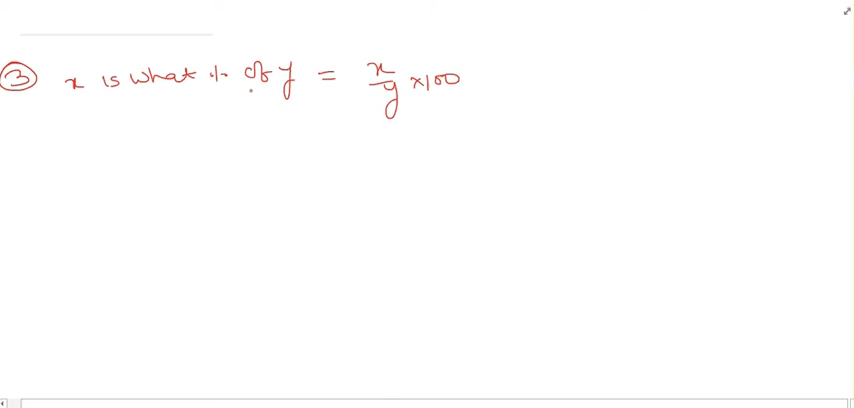 ③ x is what % of y = x/y ×100